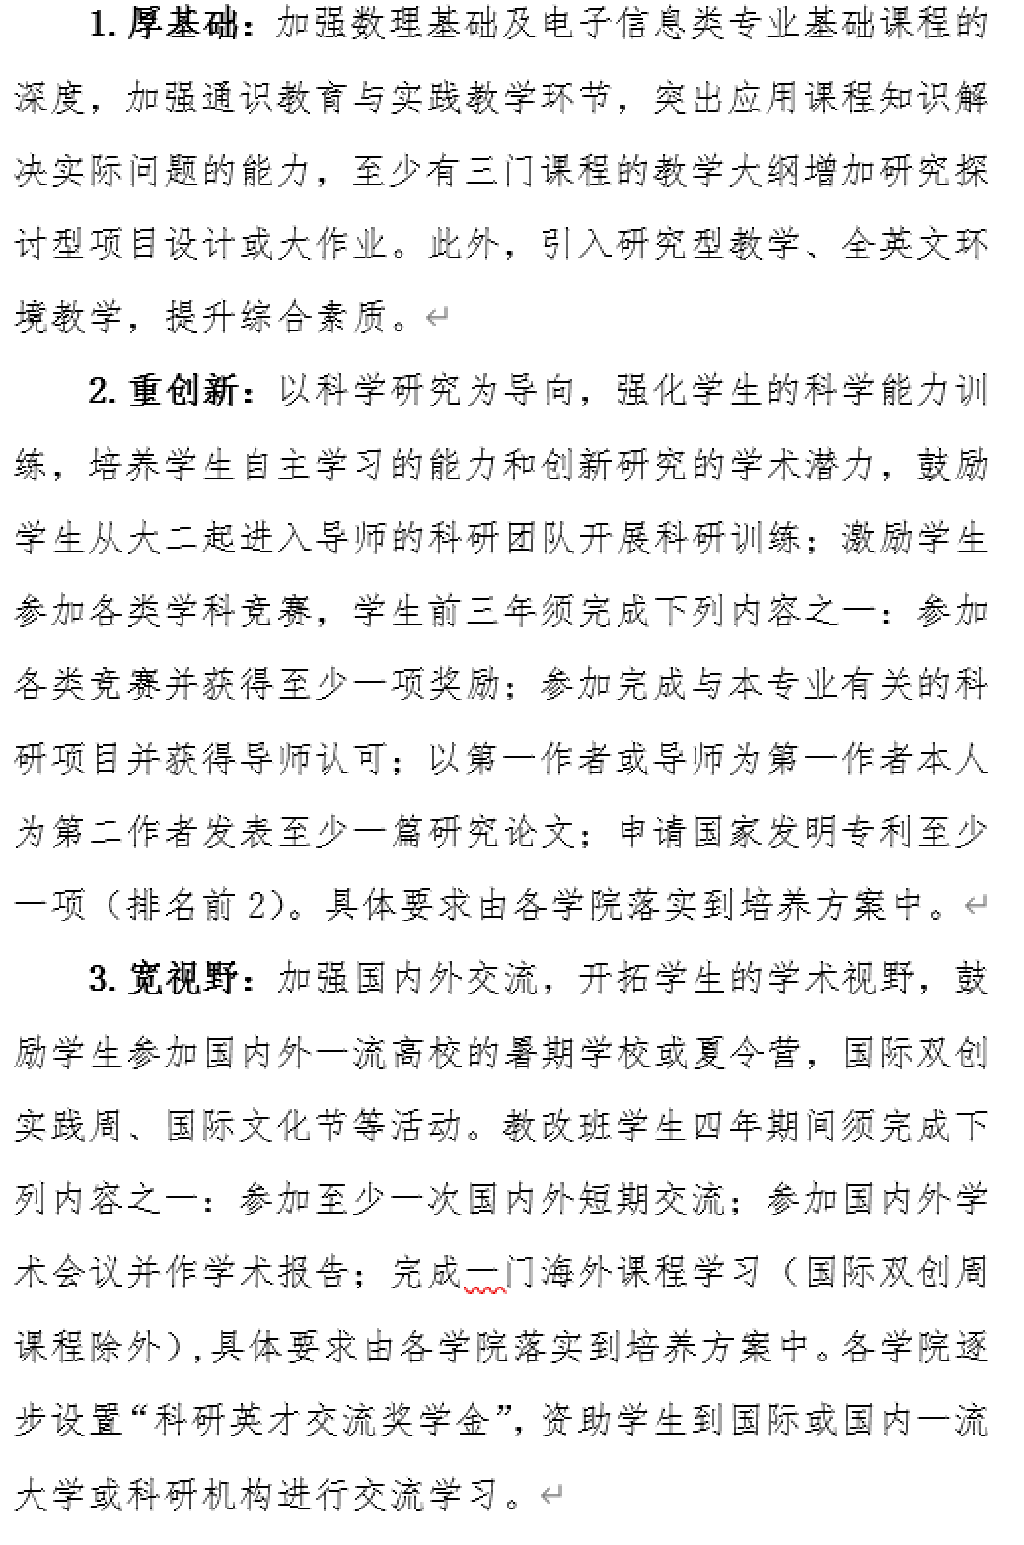 1. 厚基础：加强数理基础及电子信息类专业基础课程的
深度，加强通识教育与实践教学环节，突出应用课程知识解
决实际问题的能力，至少有三门课程的教学大纲增加研究探
讨型项目设计或大作业。此外，引入研究型教学、全英文环
境教学，提升综合素质。↵
2. 重创新：以科学研究为导向，强化学生的科学能力训
练，培养学生自主学习的能力和创新研究的学术潜力，鼓励
学生从大二起进入导师的科研团队开展科研训练；激励学生
参加各类学科竞赛，学生前三年须完成下列内容之一：参加
各类竞赛并获得至少一项奖励；参加完成与本专业有关的科
研项目并获得导师认可；以第一作者或导师为第一作者本人
为第二作者发表至少一篇研究论文；申请国家发明专利至少
一项（排名前 2）。具体要求由各学院落实到培养方案中。↵
3. 宽视野：加强国内外交流，开拓学生的学术视野，鼓
励学生参加国内外一流高校的暑期学校或夏令营，国际双创
实践周、国际文化节等活动。教改班学生四年期间须完成下
列内容之一：参加至少一次国内外短期交流；参加国内外学
术会议并作学术报告；完成一门海外课程学习（国际双创周
课程除外）,具体要求由各学院落实到培养方案中。各学院逐
步设置“科研英才交流奖学金”，资助学生到国际或国内一流
大学或科研机构进行交流学习。↵